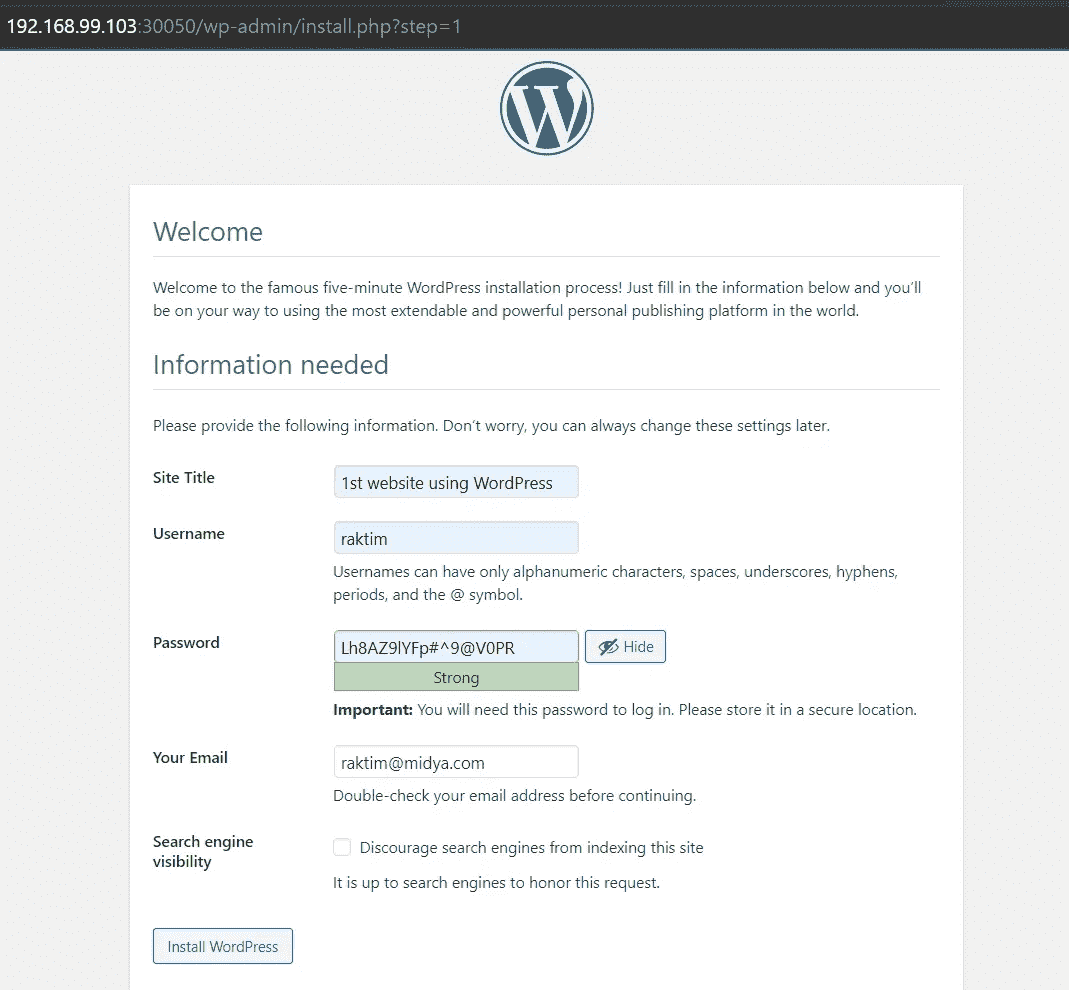 192.168.99.103:30050/wp-admin/install.php?step=1
Welcome
Welcome to the famous five-minute WordPress installation process! Just fill in the information below and you’ll
be on your way to using the most extendable and powerful personal publishing platform in the world.
Information needed
Please provide the following information. Don’t worry, you can always change these settings later.
Site Title
1st website using WordPress
Username
raktim
Usernames can have only alphanumeric characters, spaces, underscores, hyphens,
periods, and the @ symbol.
Password
Lh8AZ9lYFp#^9@V0PR
Hide
Strong
Important: You will need this password to log in. Please store it in a secure location.
Your Email
raktim@midya.com
Double-check your email address before continuing.
Search engine
visibility
Discourage search engines from indexing this site
It is up to search engines to honor this request.
Install WordPress